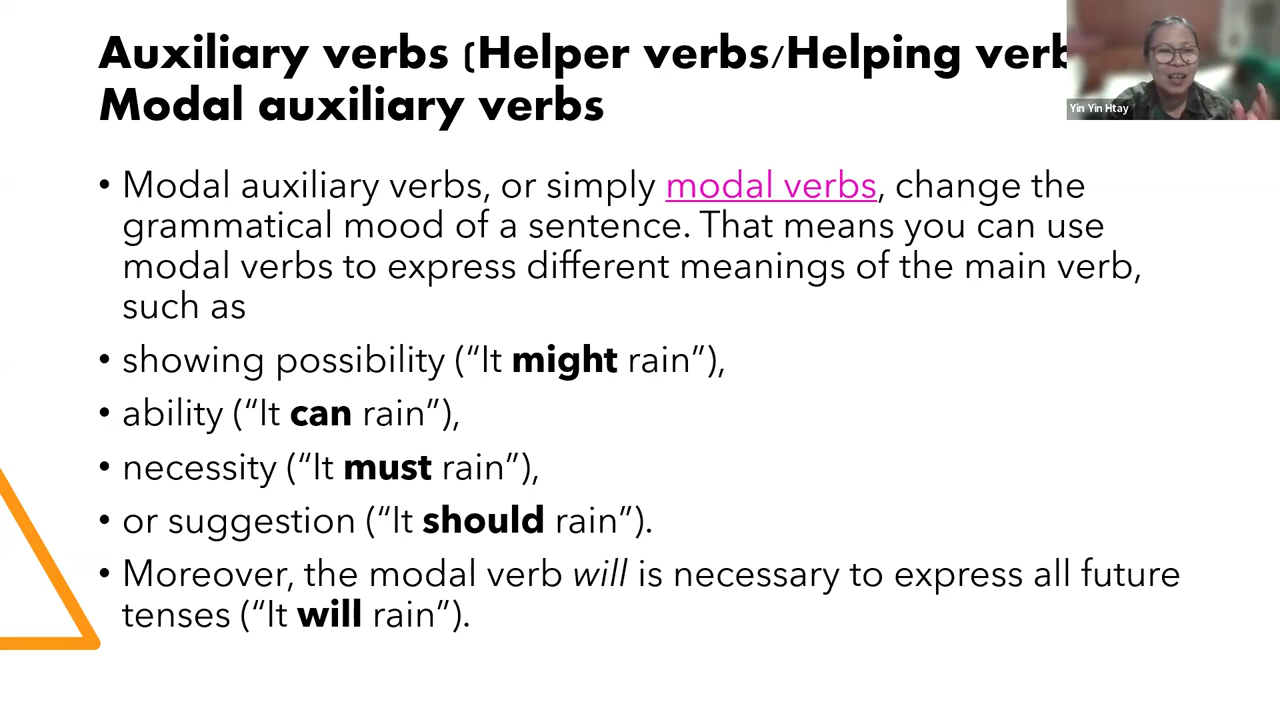 Auxiliary verbs (Helper verbs/Helping verb
Modal auxiliary verbs
Yin Yin Htay
• Modal auxiliary verbs, or simply modal verbs, change the
grammatical mood of a sentence. That means you can use
modal verbs to express different meanings of the main verb,
such as
• showing possibility (“It might rain”),
• ability (“It can rain”),
• necessity (“It must rain”),
• or suggestion (“It should rain”).
• Moreover, the modal verb will is necessary to express all future
tenses (“It will rain”).